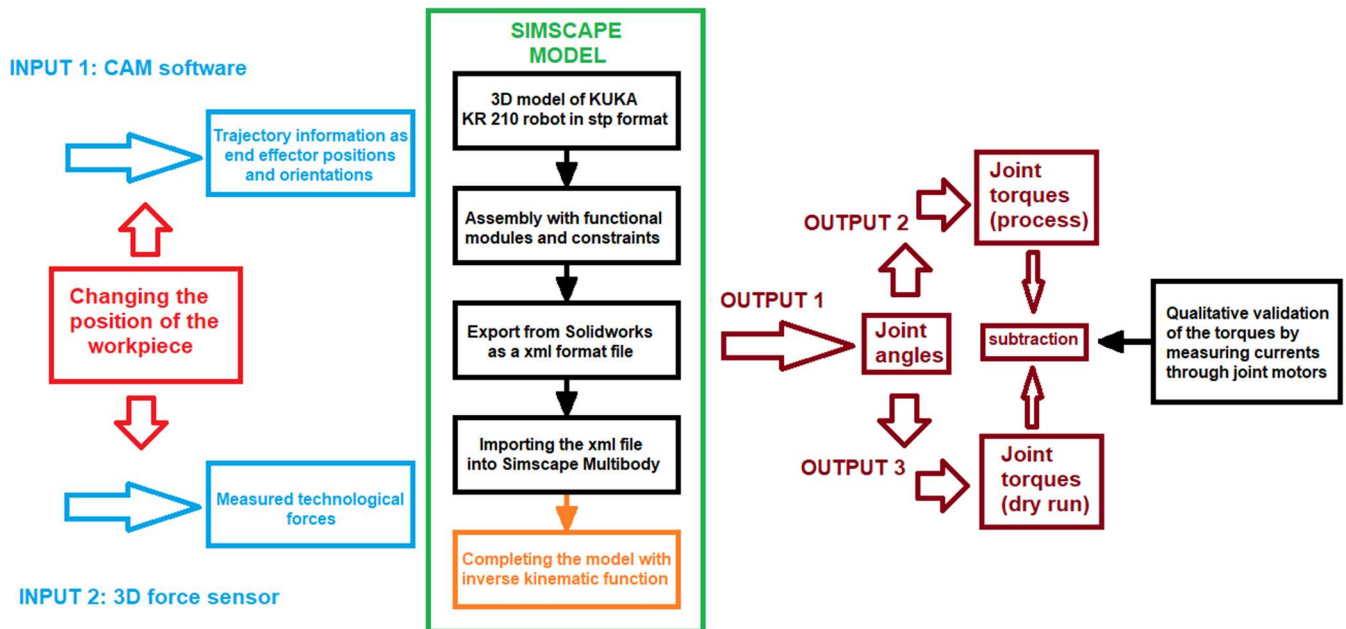 INPUT 1: CAM software
Trajectory information as
end effector positions
and orientations
Changing the
position of the
workpiece
Measured technological
forces
INPUT 2: 3D force sensor
SIMSCAPE
MODEL
3D model of KUKA
KR 210 robot in stp format
Assembly with functional
modules and constraints
Export from Solidworks
as a xml format file
Importing the xml file
into Simscape Multibody
Completing the model with
inverse kinematic function
OUTPUT 1
Joint
angles
OUTPUT 2
Joint
torques
(process)
subtraction
OUTPUT 3
Joint
torques
(dry run)
Qualitative validation
of the torques by
measuring currents
through joint motors